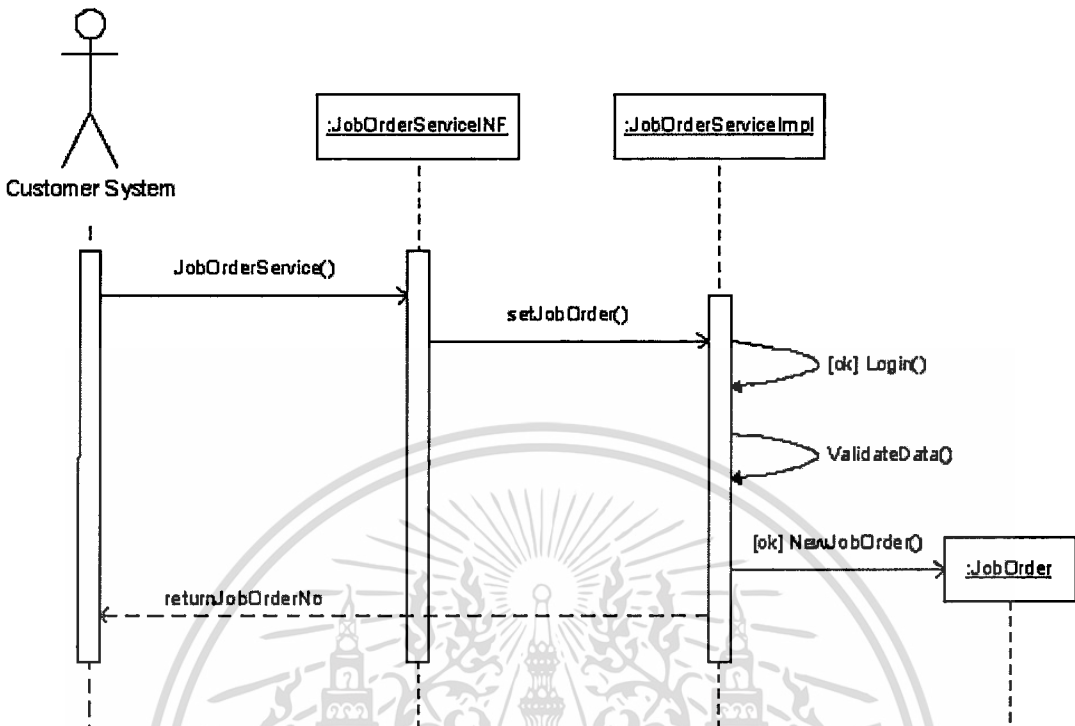 :JobOrderServiceINF
:JobOrderServiceImpl
Customer System
JobOrderService()
setJobOrder()
[ok] Login()
ValidateData()
[ok] NewJobOrder()
:JobOrder
returnJobOrderNo